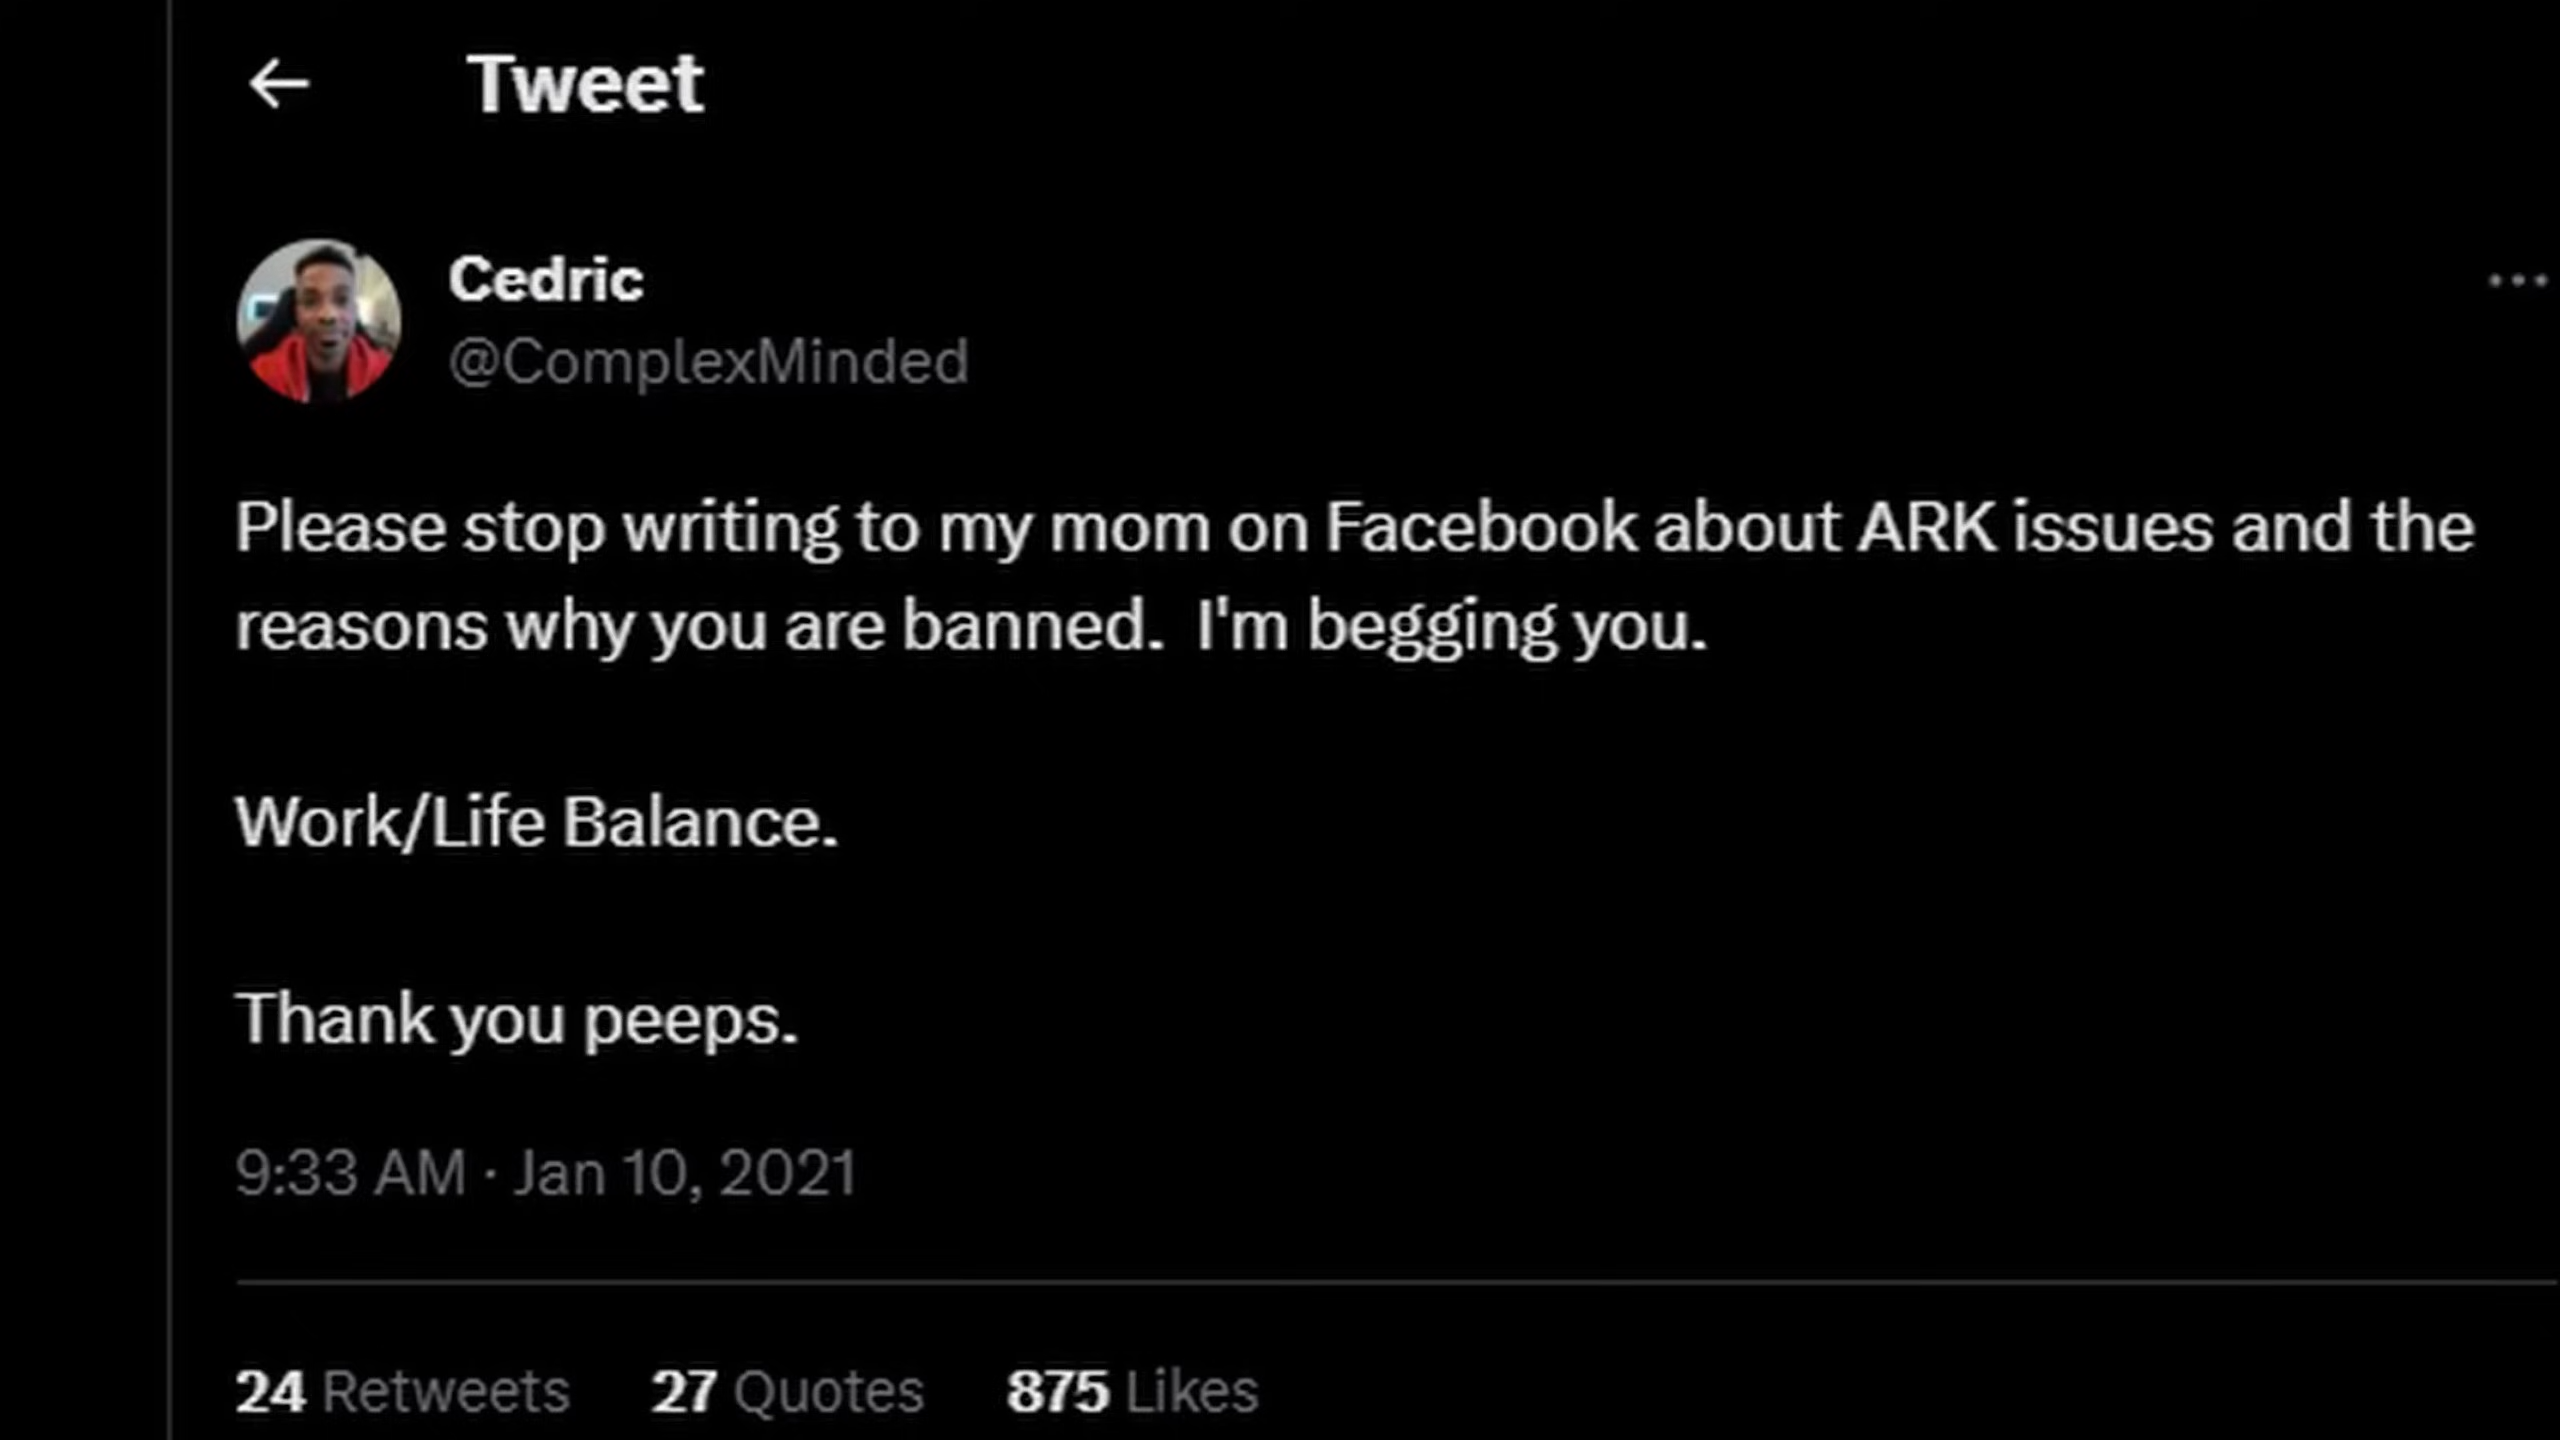 Tweet
Cedric
@ComplexMinded
Please stop writing to my mom on Facebook about ARK issues and the
reasons why you are banned.  I'm begging you.
Work/Life Balance.
Thank you peeps.
9:33 AM · Jan 10, 2021
24 Retweets 27 Quotes 875 Likes